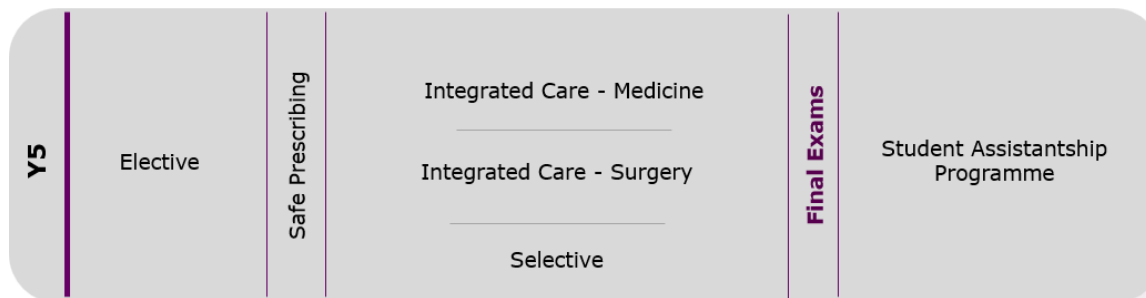 Y5
Elective
Safe Prescribing
Integrated Care - Medicine
Integrated Care - Surgery
Selective
Final Exams
Student Assistantship
Programme